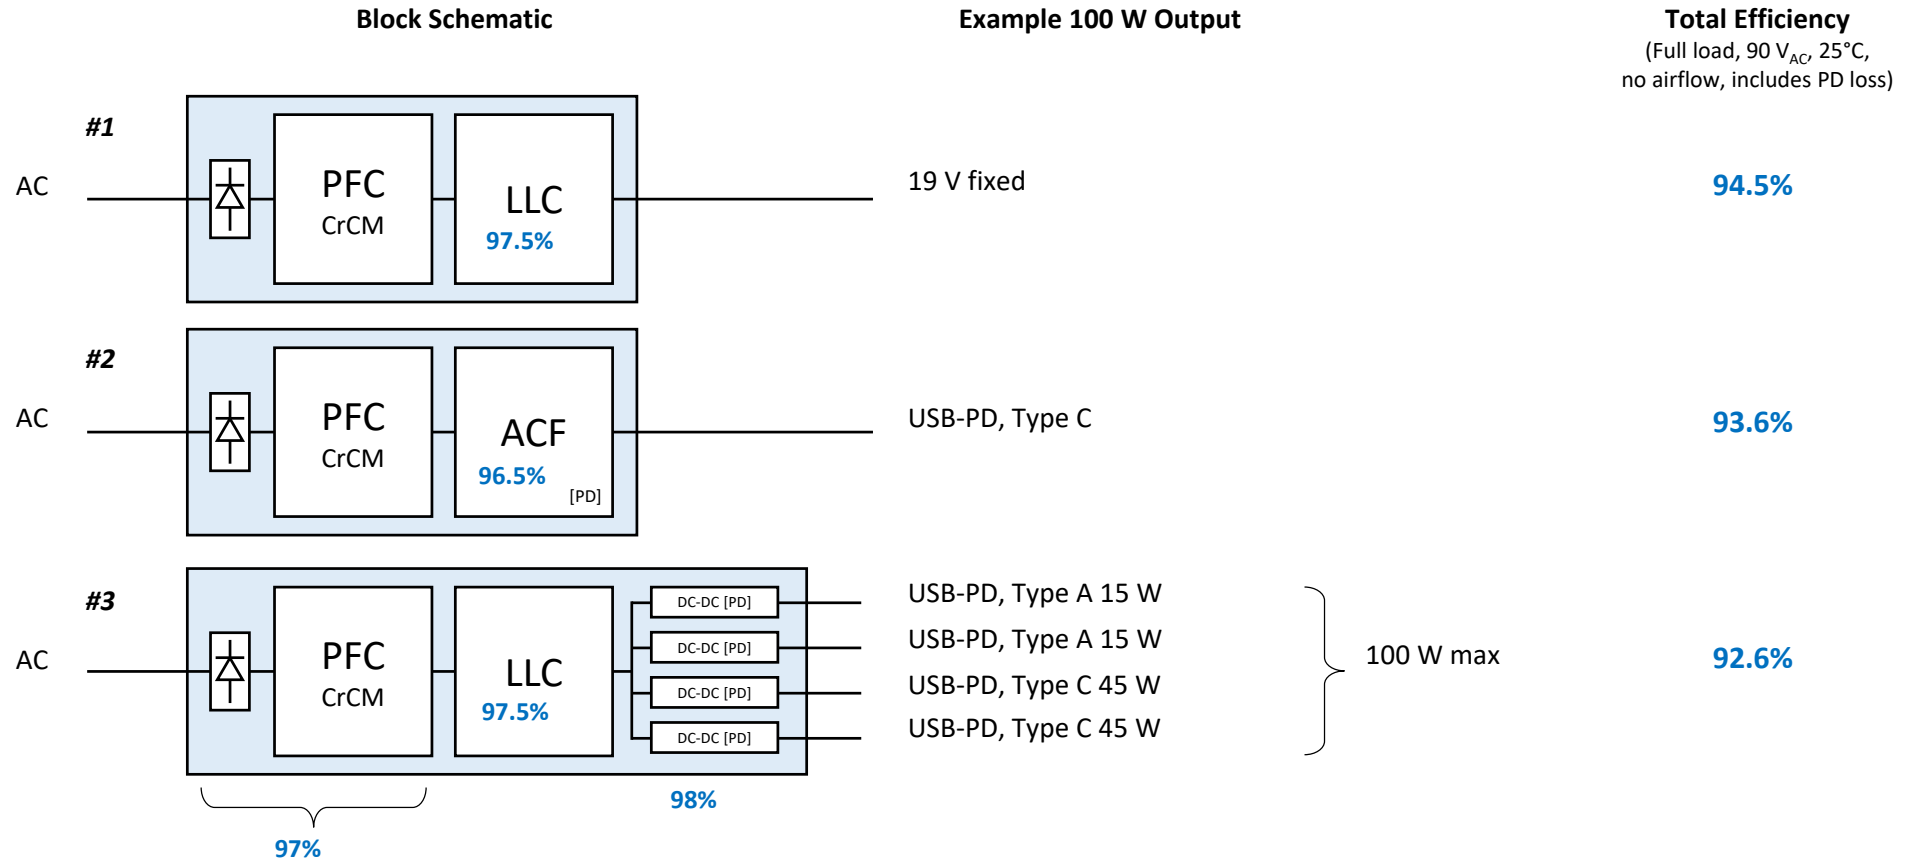 Block Schematic
Example 100 W Output
Total Efficiency
(Full load, 90 VAC, 25°C,
no airflow, includes PD loss)
#1
AC
PFC
CrCM
LLC
97.5%
19 V fixed
94.5%
#2
AC
PFC
CrCM
ACF
96.5%
[PD]
USB-PD, Type C
93.6%
#3
AC
PFC
CrCM
LLC
97.5%
DC-DC [PD]
DC-DC [PD]
DC-DC [PD]
DC-DC [PD]
USB-PD, Type A 15 W
USB-PD, Type A 15 W
USB-PD, Type C 45 W
USB-PD, Type C 45 W
100 W max
92.6%
98%
97%